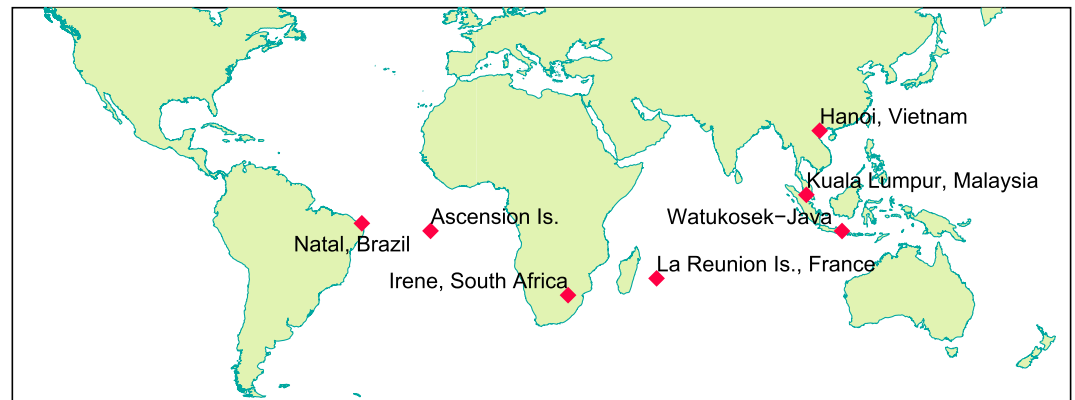 Hanoi, Vietnam
Kuala Lumpur, Malaysia
Ascension Is.
Watukosek−Java
Natal, Brazil
La Reunion Is., France
Irene, South Africa